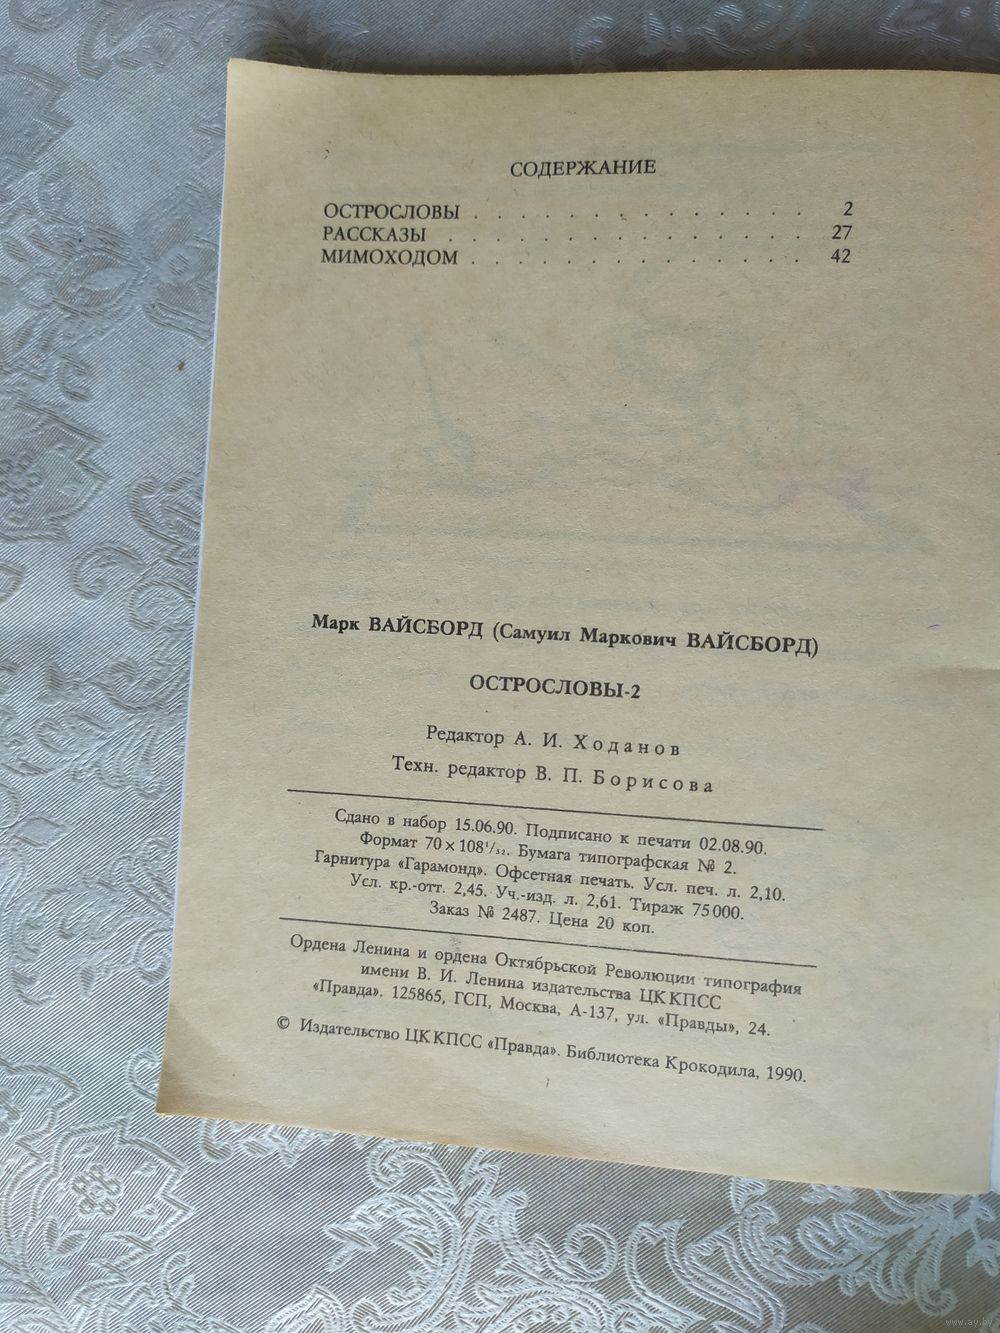 СОДЕРЖАНИЕ
ОСТРОСЛОВЫ . . . . . . . . . . . . . . 2
РАССКАЗЫ . . . . . . . . . . . . . . . 27
МИМОХОДОМ . . . . . . . . . . . . . . 42
Марк ВАЙСБОРД (Самуил Маркович ВАЙСБОРД)
ОСТРОСЛОВЫ-2
Редактор А. И. Ходанов
Техн. редактор В. П. Борисова
Сдано в набор 15.06.90. Подписано к печати 02.08.90.
Формат 70×108¹/₃₂. Бумага типографская № 2.
Гарнитура «Гарамонд». Офсетная печать. Усл. печ. л. 2,10.
Усл. кр.-отт. 2,45. Уч.-изд. л. 2,61. Тираж 75000.
Заказ № 2487. Цена 20 коп.
Ордена Ленина и ордена Октябрьской Революции типография
имени В. И. Ленина издательства ЦК КПСС
«Правда». 125865, ГСП, Москва, А-137, ул. «Правды», 24.
© Издательство ЦК КПСС «Правда». Библиотека Крокодила, 1990.
www.ay.by